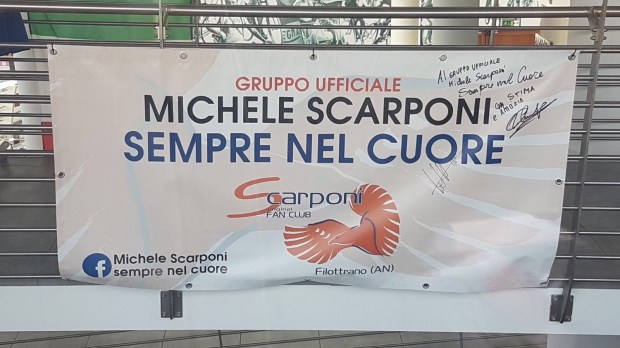 GRUPPO UFFICIALE
MICHELE SCARPONI
SEMPRE NEL CUORE
Al GRUPPO UFFICIALE
Michele Scarponi
Sempre nel Cuore
CON STIMA
e AMICIZIA
Scarponi
original
FAN CLUB
Filottrano (AN)
f Michele Scarponi
sempre nel cuore